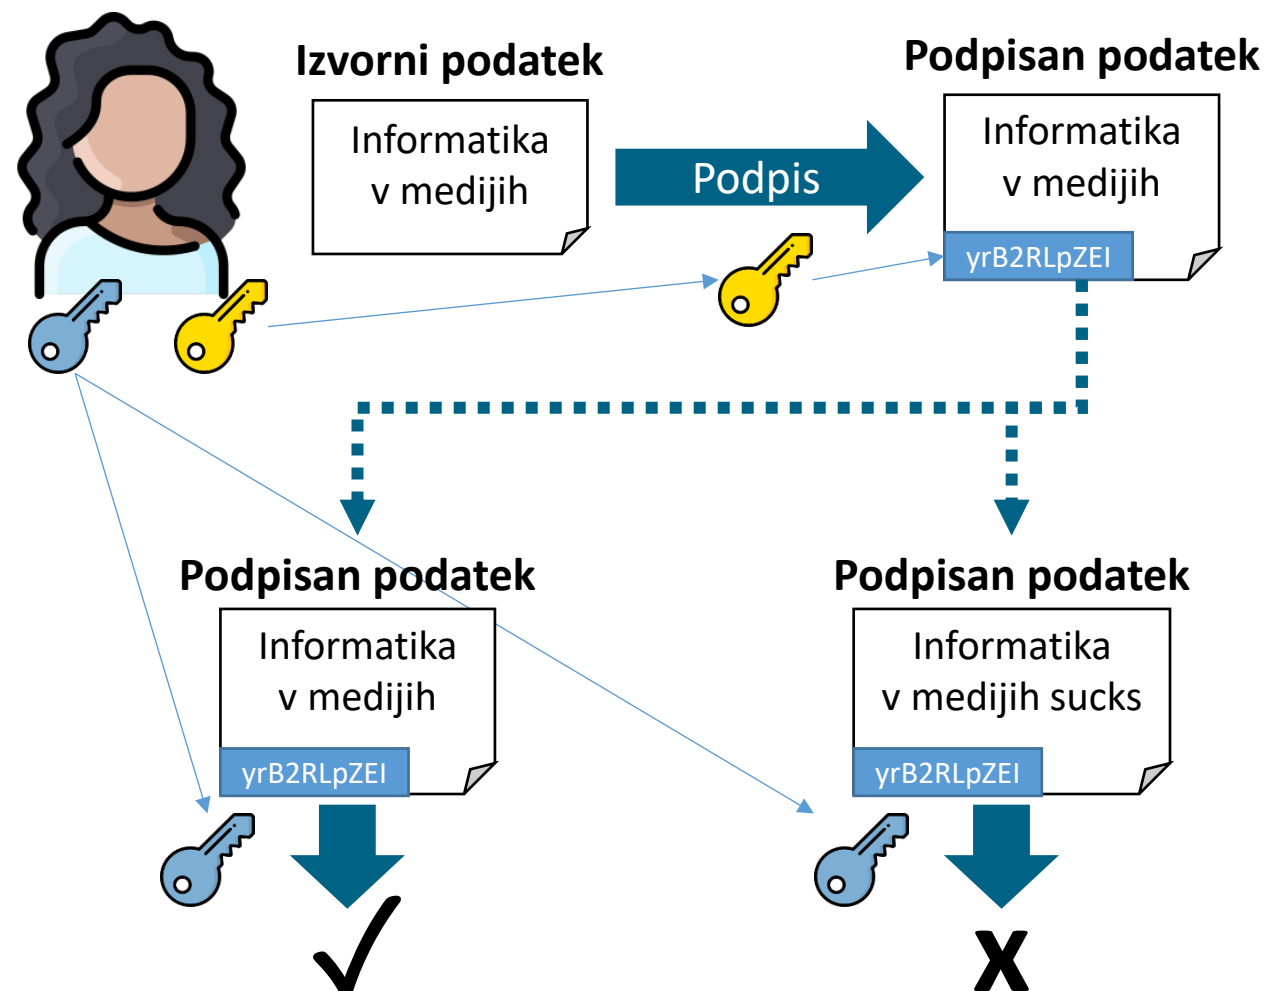 Izvorni podatek
Informatika
v medijih
Podpis
Podpisan podatek
Informatika
v medijih
yrB2RLpZEI
Podpisan podatek
Informatika
v medijih
yrB2RLpZEI
Podpisan podatek
Informatika
v medijih sucks
yrB2RLpZEI